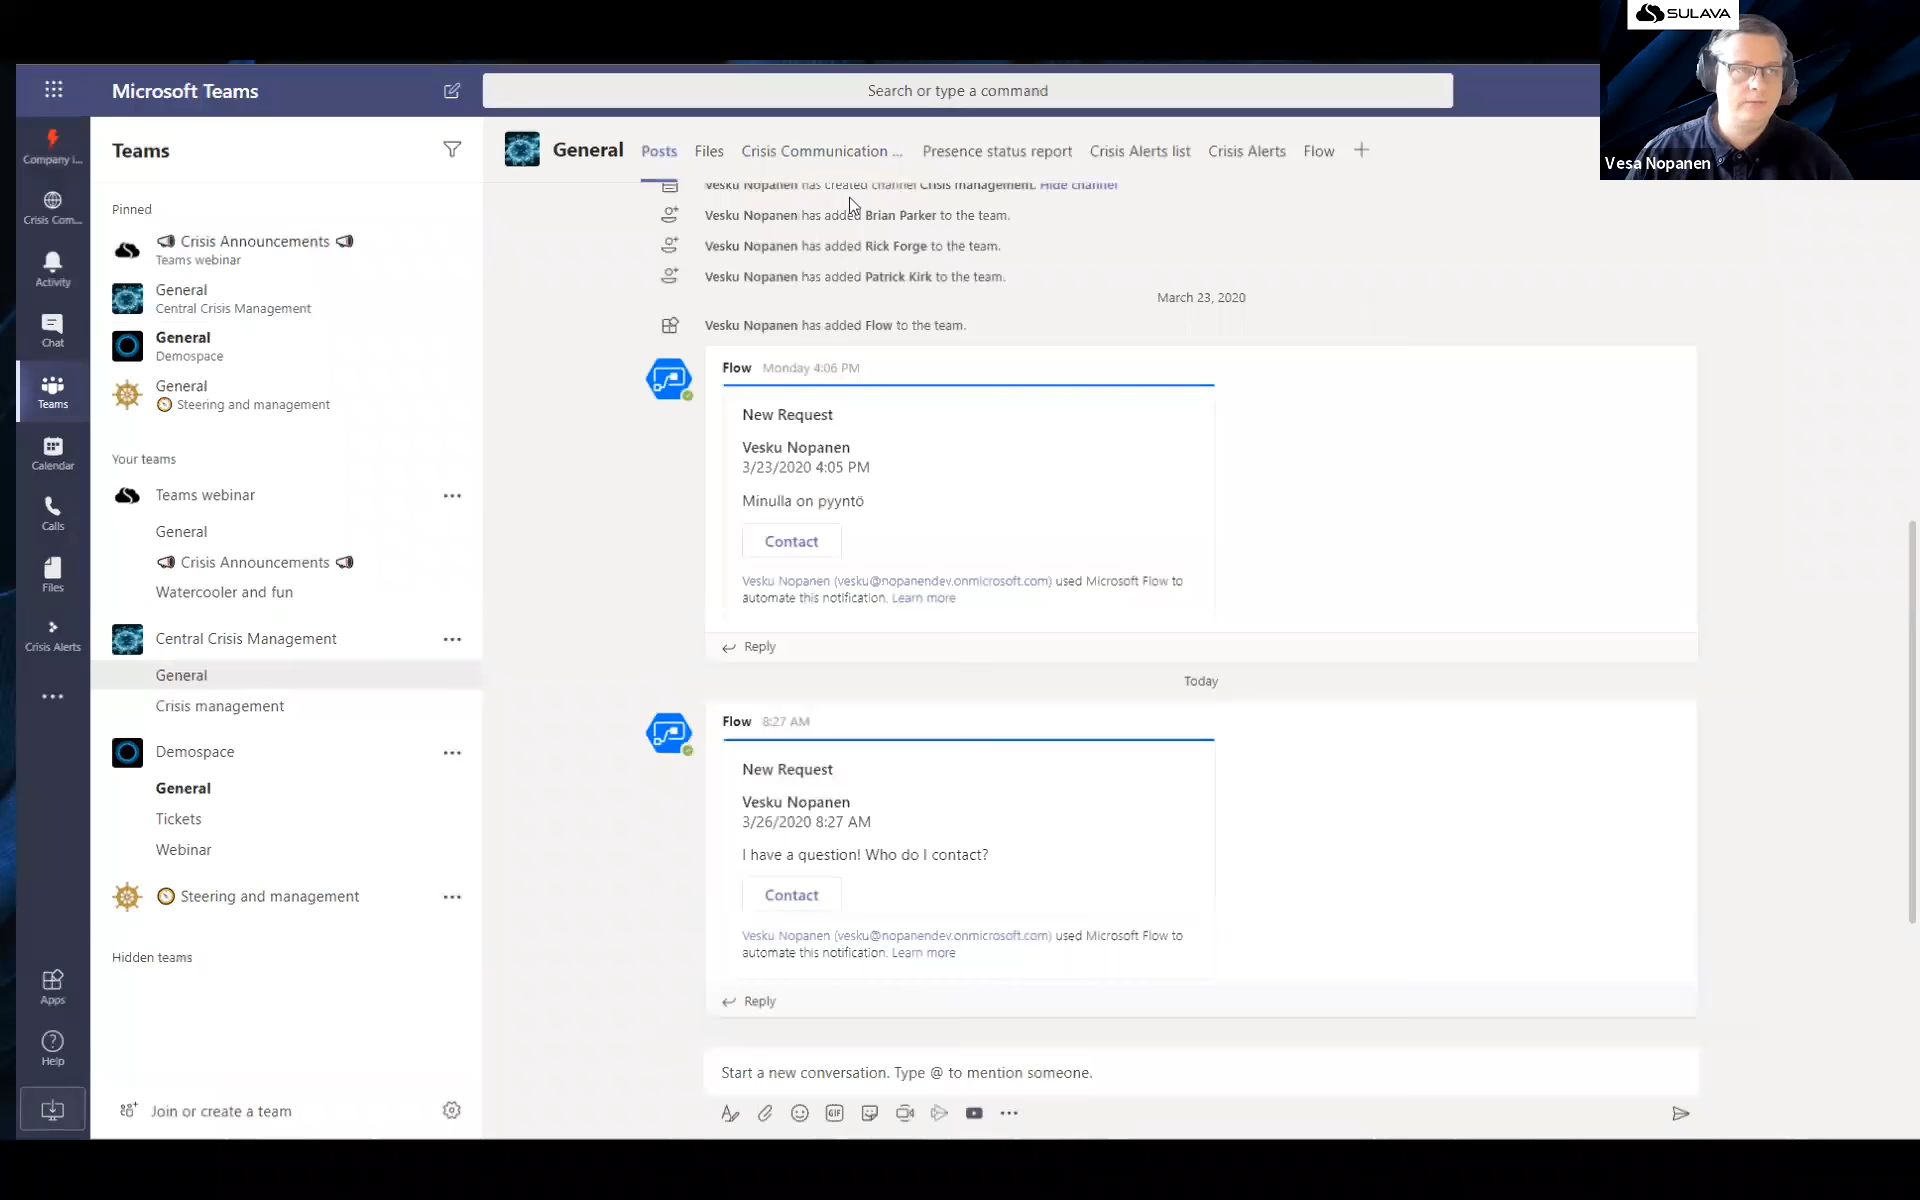 SULAVA
Vesa Nopanen
Microsoft Teams
Search or type a command
Company i...
Crisis Com...
Activity
Chat
Teams
Calendar
Calls
Files
Crisis Alerts
Apps
Help
Teams
Pinned
Crisis Announcements
Teams webinar
General
Central Crisis Management
General
Demospace
General
Steering and management
Your teams
Teams webinar
General
Crisis Announcements
Watercooler and fun
Central Crisis Management
General
Crisis management
Demospace
General
Tickets
Webinar
Steering and management
Hidden teams
Join or create a team
General Posts Files Crisis Communication ... Presence status report Crisis Alerts list Crisis Alerts Flow
Vesku Nopanen has created channel Crisis management. Hide channel
Vesku Nopanen has added Brian Parker to the team.
Vesku Nopanen has added Rick Forge to the team.
Vesku Nopanen has added Patrick Kirk to the team.
March 23, 2020
Vesku Nopanen has added Flow to the team.
Flow Monday 4:06 PM
New Request
Vesku Nopanen
3/23/2020 4:05 PM
Minulla on pyyntö
Contact
Vesku Nopanen (vesku@nopanendev.onmicrosoft.com) used Microsoft Flow to
automate this notification. Learn more
Reply
Today
Flow 8:27 AM
New Request
Vesku Nopanen
3/26/2020 8:27 AM
I have a question! Who do I contact?
Contact
Vesku Nopanen (vesku@nopanendev.onmicrosoft.com) used Microsoft Flow to
automate this notification. Learn more
Reply
Start a new conversation. Type @ to mention someone.
GIF